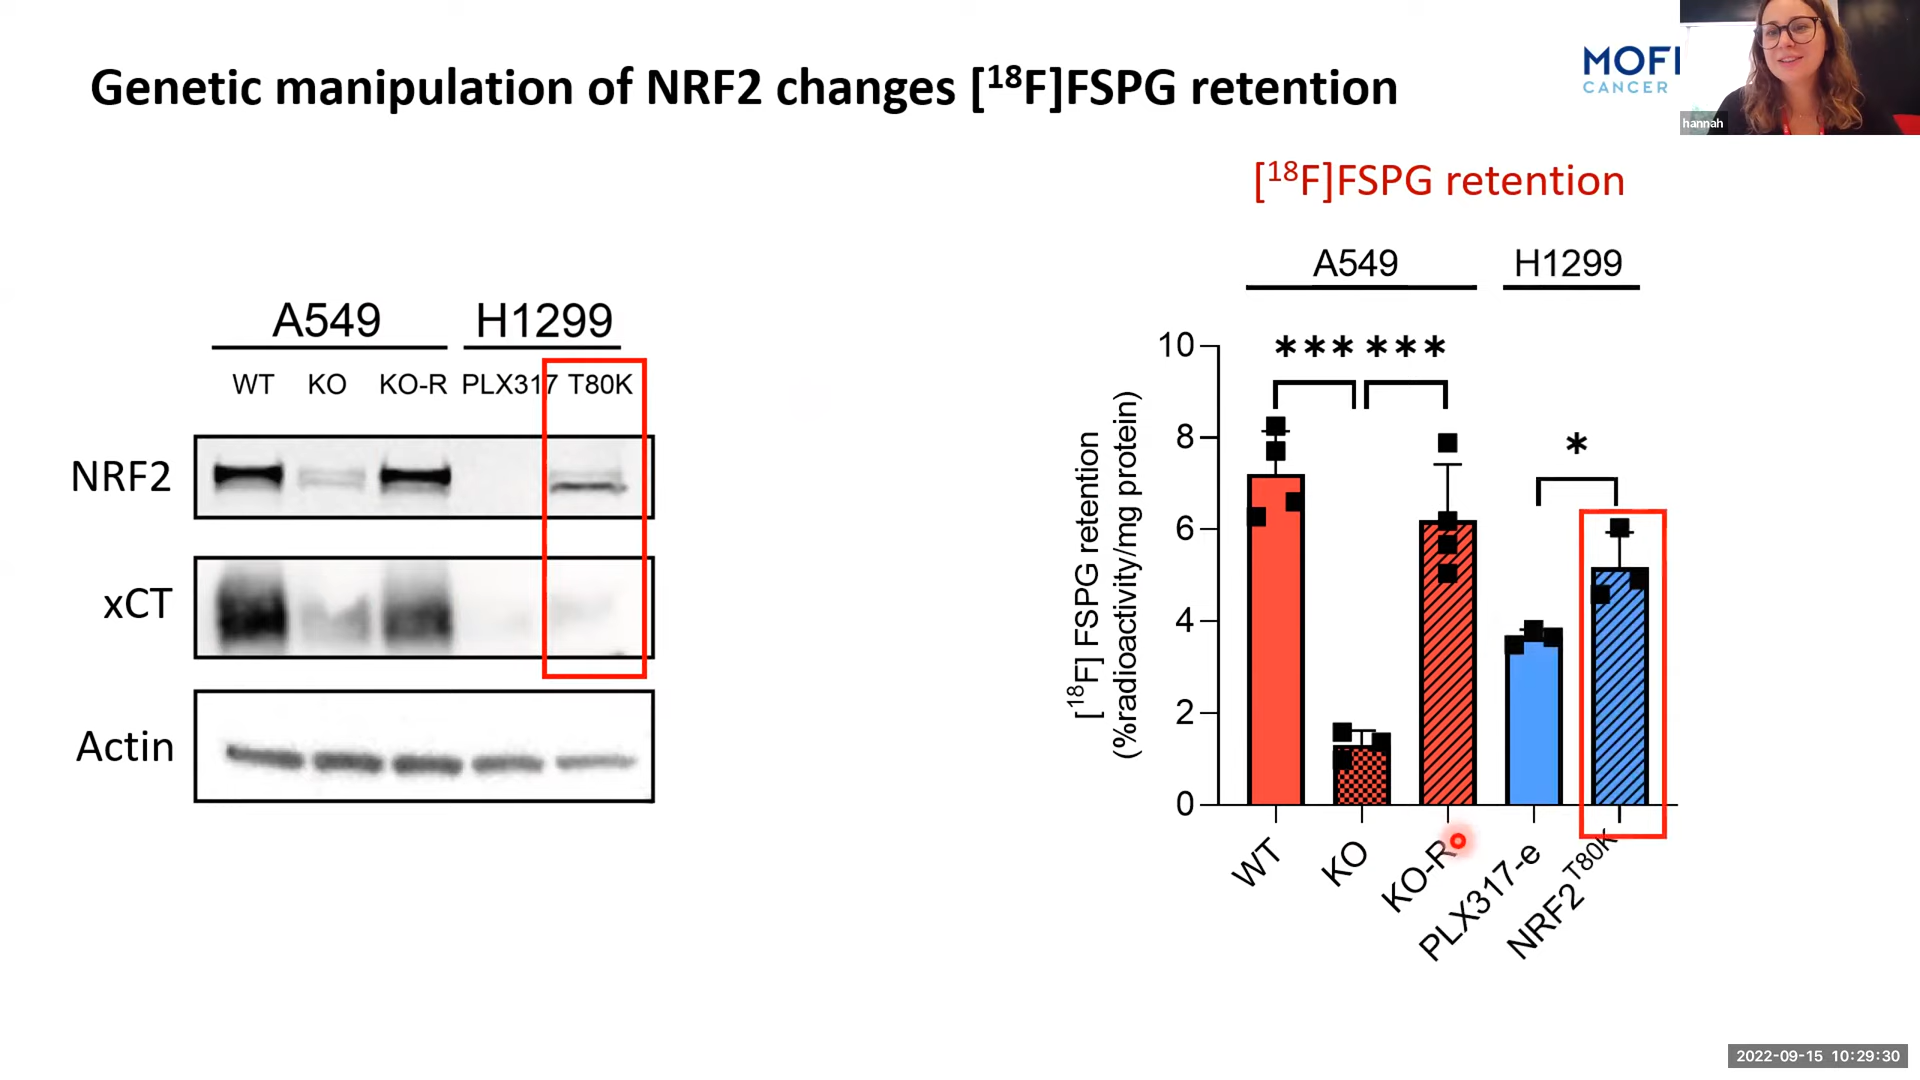 Genetic manipulation of NRF2 changes [¹⁸F]FSPG retention
MOFI
CANCER
hannah
A549 H1299
WT KO KO-R PLX317 T80K
NRF2
xCT
Actin
[¹⁸F]FSPG retention
A549 H1299
*** ***
*
[¹⁸F] FSPG retention
(%radioactivity/mg protein)
10
8
6
4
2
0
WT
KO
KO-R
PLX317-e
NRF2ᵀ⁸⁰ᴷ
2022-09-15 10:29:30